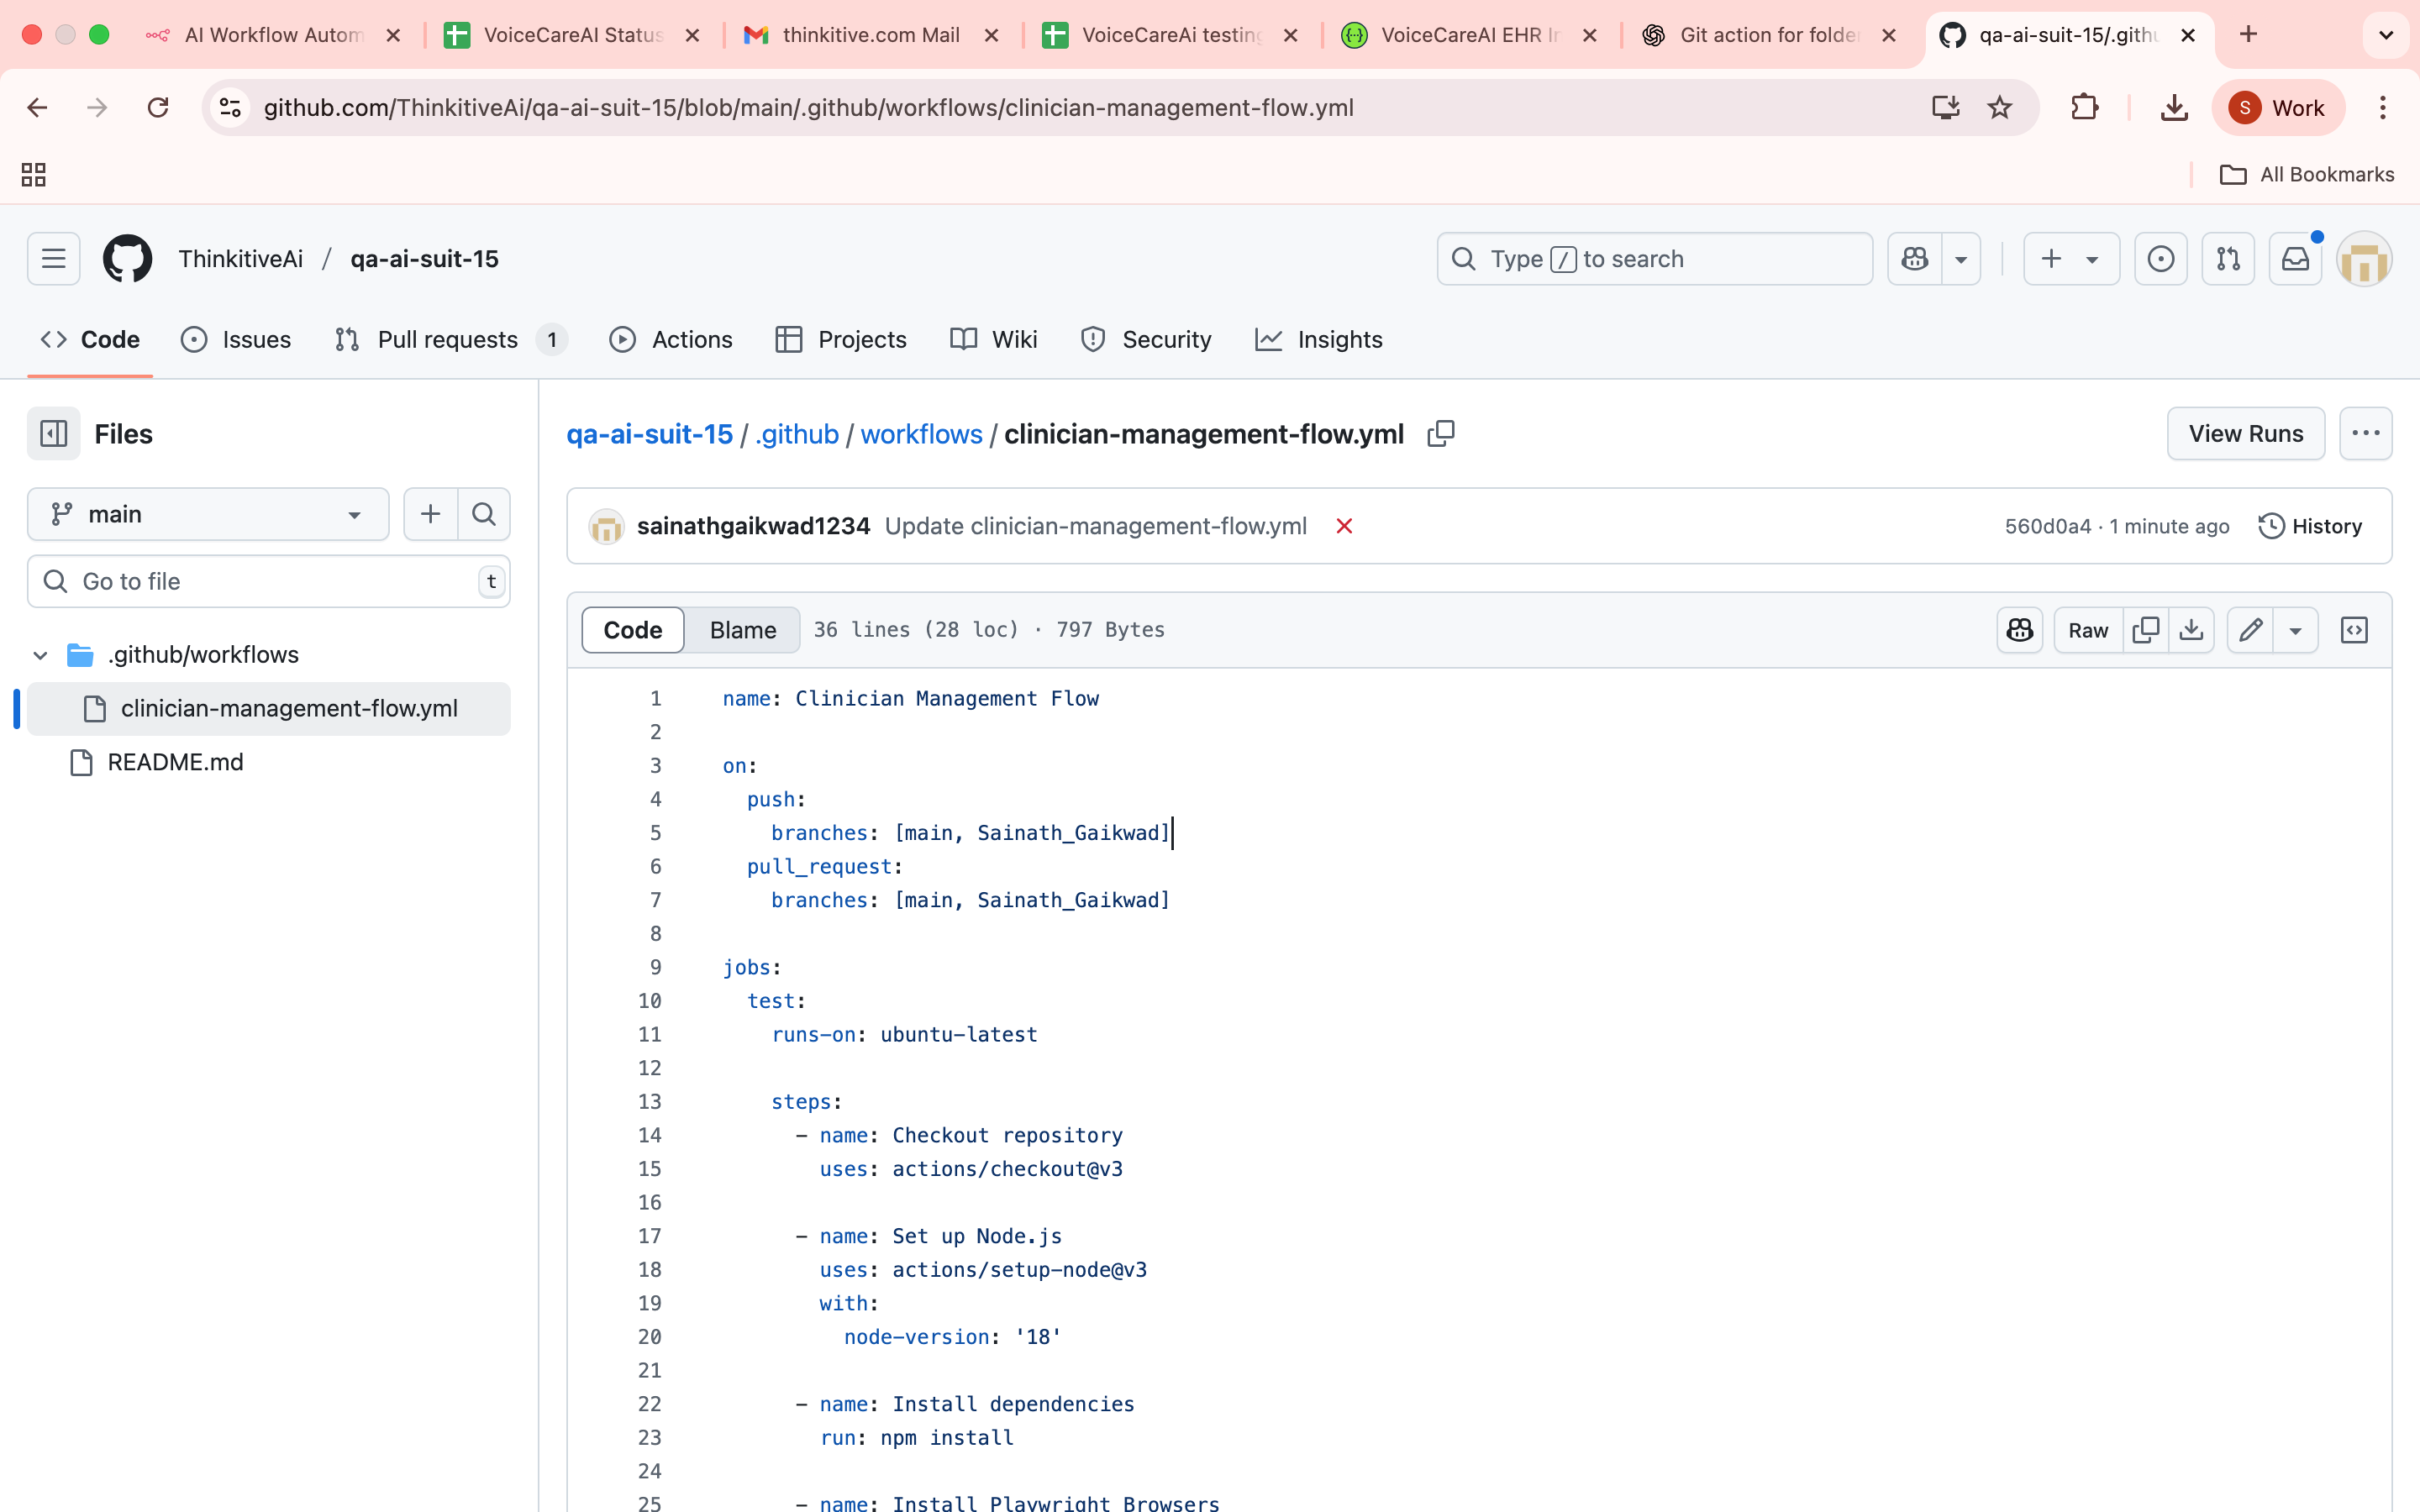 AI Workflow Autom
VoiceCareAI Status
thinkitive.com Mail
VoiceCareAi testing
VoiceCareAI EHR In
Git action for folde
qa-ai-suit-15/.githu
github.com/ThinkitiveAi/qa-ai-suit-15/blob/main/.github/workflows/clinician-management-flow.yml
S Work
All Bookmarks
ThinkitiveAi / qa-ai-suit-15
Type / to search
Code
Issues
Pull requests 1
Actions
Projects
Wiki
Security
Insights
Files
main
Go to file t
.github/workflows
clinician-management-flow.yml
README.md
qa-ai-suit-15 / .github / workflows / clinician-management-flow.yml
View Runs
sainathgaikwad1234 Update clinician-management-flow.yml
560d0a4 · 1 minute ago
History
Code Blame 36 lines (28 loc) · 797 Bytes
Raw
1 name: Clinician Management Flow
2
3 on:
4 push:
5 branches: [main, Sainath_Gaikwad]
6 pull_request:
7 branches: [main, Sainath_Gaikwad]
8
9 jobs:
10 test:
11 runs-on: ubuntu-latest
12
13 steps:
14 - name: Checkout repository
15 uses: actions/checkout@v3
16
17 - name: Set up Node.js
18 uses: actions/setup-node@v3
19 with:
20 node-version: '18'
21
22 - name: Install dependencies
23 run: npm install
24
25 - name: Install Playwright Browsers